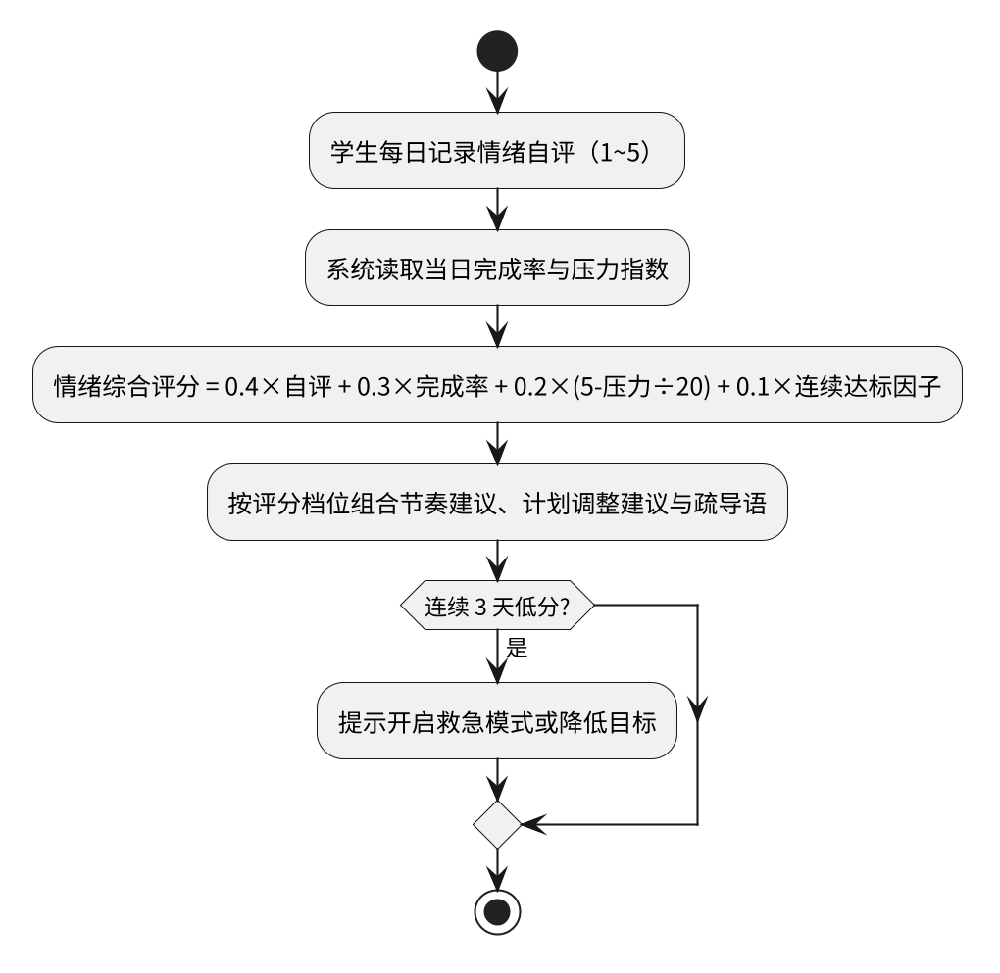 学生每日记录情绪自评（1~5）
系统读取当日完成率与压力指数
情绪综合评分 = 0.4×自评 + 0.3×完成率 + 0.2×(5-压力÷20) + 0.1×连续达标因子
按评分档位组合节奏建议、计划调整建议与疏导语
连续 3 天低分?
是
提示开启救急模式或降低目标